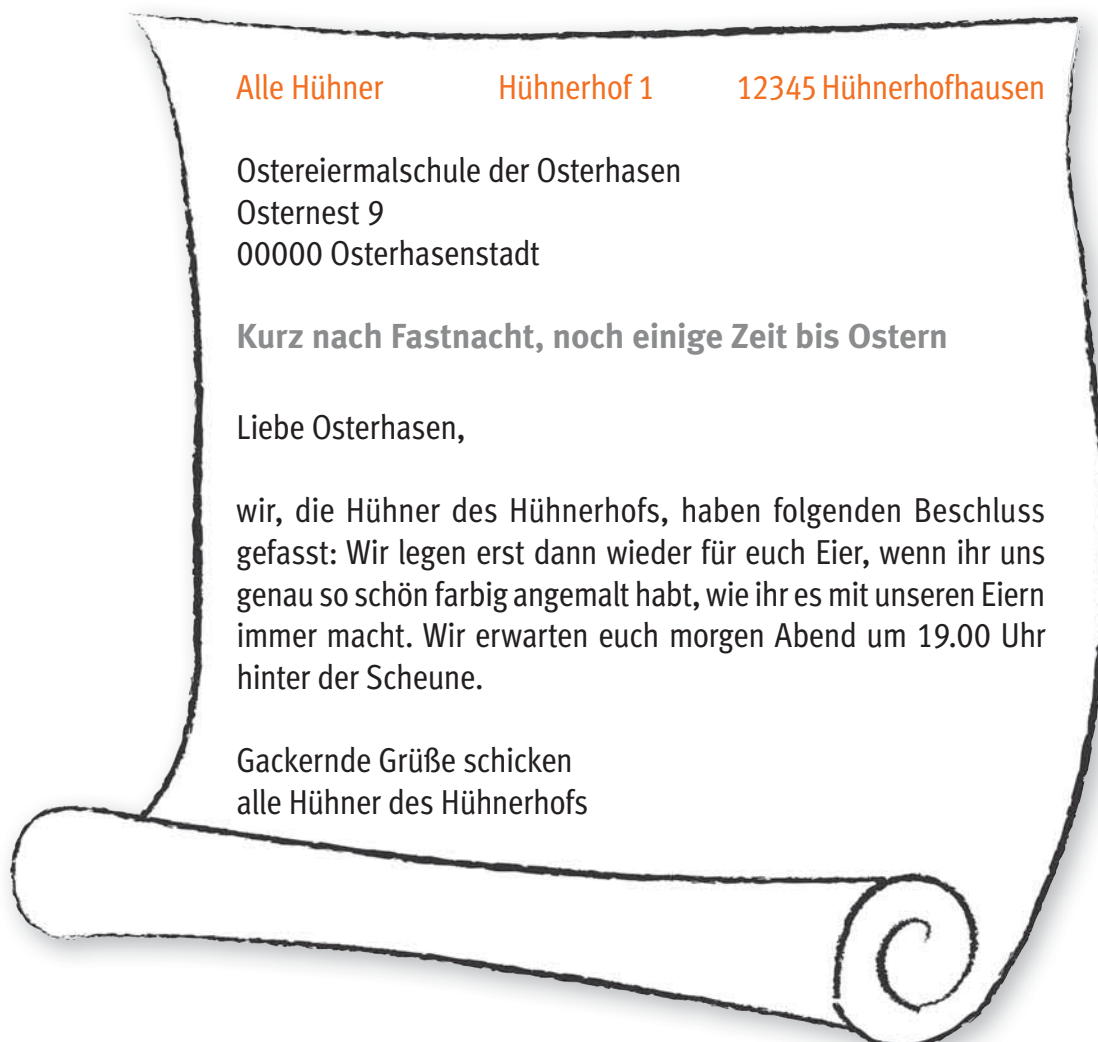 Alle Hühner Hühnerhof 1 12345 Hühnerhofhausen
Ostereiermalschule der Osterhasen
Osternest 9
00000 Osterhasenstadt
Kurz nach Fastnacht, noch einige Zeit bis Ostern
Liebe Osterhasen,
wir, die Hühner des Hühnerhofs, haben folgenden Beschluss
gefasst: Wir legen erst dann wieder für euch Eier, wenn ihr uns
genau so schön farbig angemalt habt, wie ihr es mit unseren Eiern
immer macht. Wir erwarten euch morgen Abend um 19.00 Uhr
hinter der Scheune.
Gackernde Grüße schicken
alle Hühner des Hühnerhofs